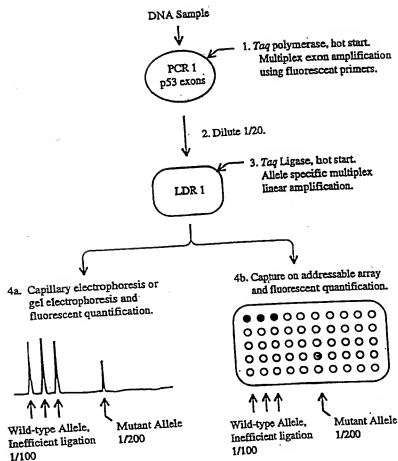 DNA Sample
PCR 1
p53 exons
1. Taq polymerase, hot start.
Multiplex exon amplification
using fluorescent primers.
2. Dilute 1/20.
LDR 1
3. Taq Ligase, hot start.
Allele specific multiplex
linear amplification.
4a. Capillary electrophoresis or
gel electrophoresis and
fluorescent quantification.
Wild-type Allele,
Inefficient ligation
1/100
Mutant Allele
1/200
4b. Capture on addressable array
and fluorescent quantification.
Wild-type Allele,
Inefficient ligation
1/100
Mutant Allele
1/200